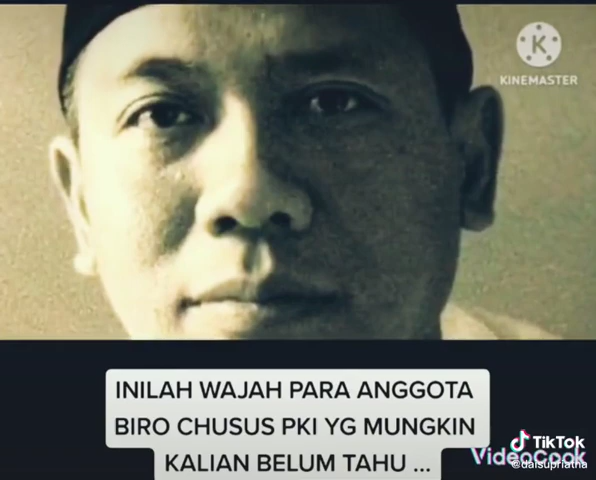 KINEMASTER
INILAH WAJAH PARA ANGGOTA
BIRO CHUSUS PKI YG MUNGKIN
KALIAN BELUM TAHU ...
TikTok
VideoCook
@daisupriatna